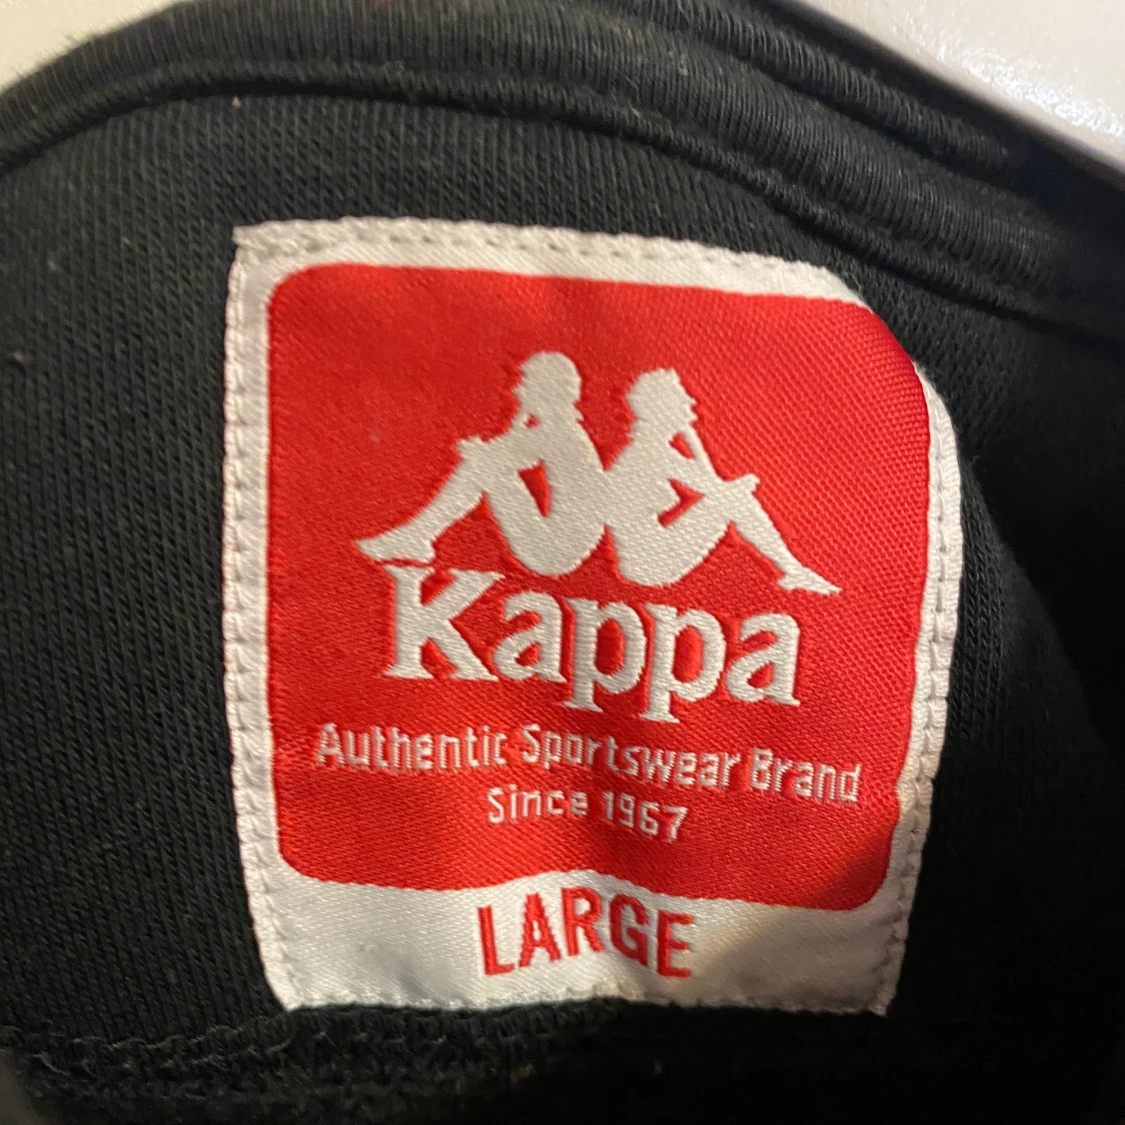 Kappa
Authentic Sportswear Brand
Since 1967
LARGE